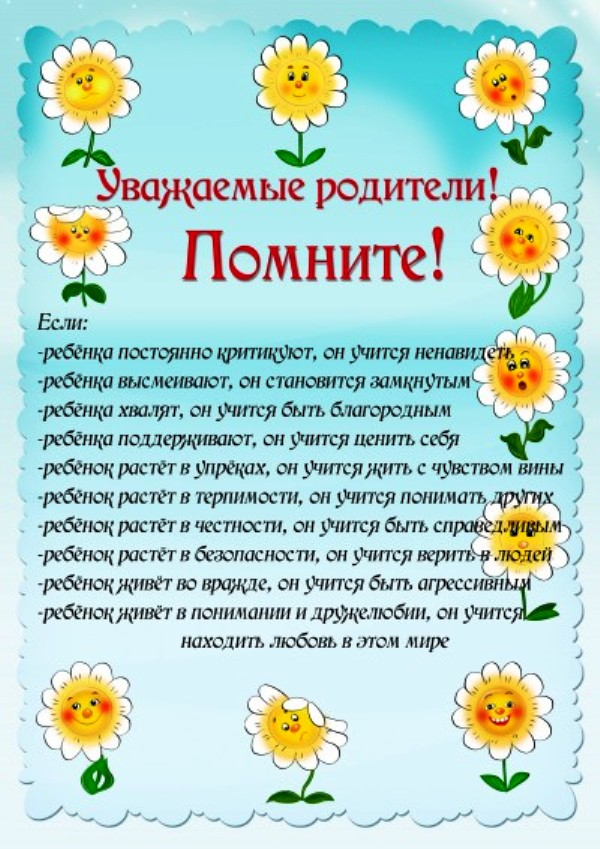 Уважаемые родители!
Помните!
Если:
-ребёнка постоянно критикуют, он учится ненавидеть
-ребёнка высмеивают, он становится замкнутым
-ребёнка хвалят, он учится быть благородным
-ребёнка поддерживают, он учится ценить себя
-ребёнок растёт в упрёках, он учится жить с чувством вины
-ребёнок растёт в терпимости, он учится понимать других
-ребёнок растёт в честности, он учится быть справедливым
-ребёнок растёт в безопасности, он учится верить в людей
-ребёнок живёт во вражде, он учится быть агрессивным
-ребёнок живёт в понимании и дружелюбии, он учится
находить любовь в этом мире